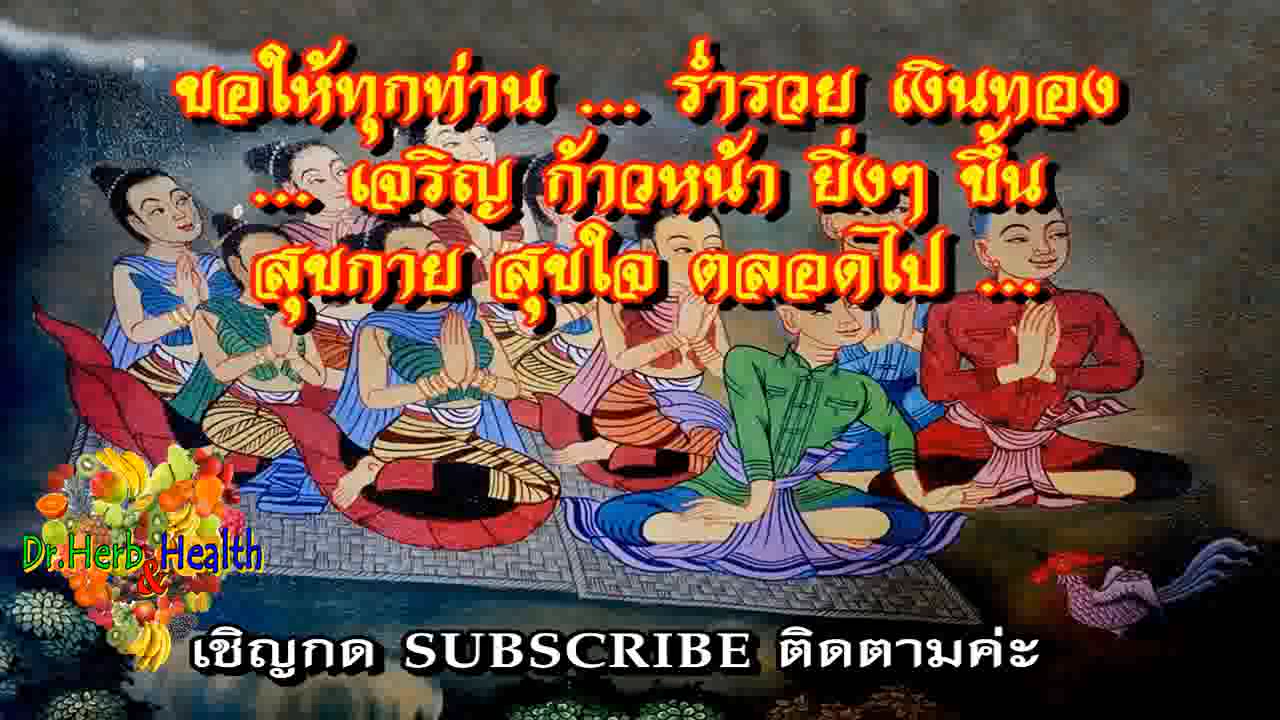 ขอให้ทุกท่าน ... ร่ำรวย เงินทอง
... เจริญ ก้าวหน้า ยิ่งๆ ขึ้น
สุขกาย สุขใจ ตลอดไป ...
Dr.Herb & Health
เชิญกด SUBSCRIBE ติดตามค่ะ